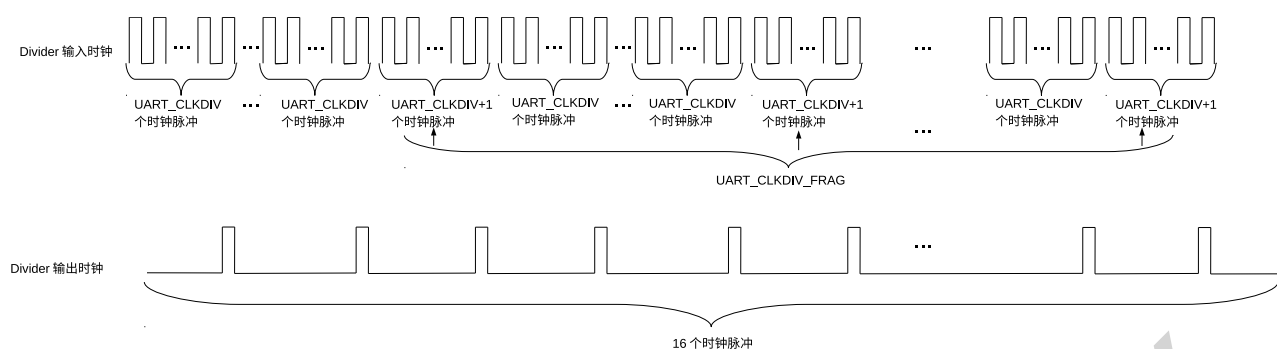 Divider 输入时钟
... ... ... ... ... ... ... ... ... ... ...
UART_CLKDIV ... UART_CLKDIV UART_CLKDIV+1 UART_CLKDIV ... UART_CLKDIV UART_CLKDIV+1 UART_CLKDIV UART_CLKDIV+1
个时钟脉冲 个时钟脉冲 个时钟脉冲 个时钟脉冲 个时钟脉冲 个时钟脉冲 ... 个时钟脉冲 个时钟脉冲
UART_CLKDIV_FRAG
...
Divider 输出时钟
16 个时钟脉冲